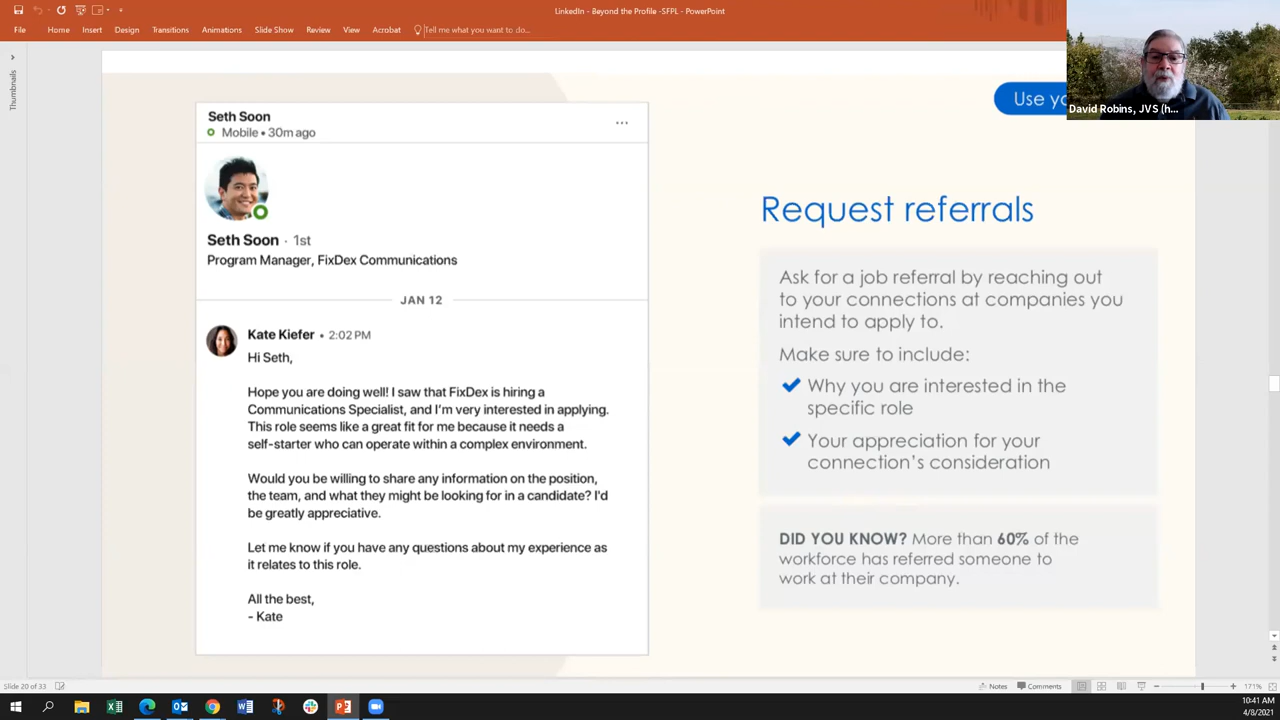 LinkedIn - Beyond the Profile -SFPL - PowerPoint
File Home Insert Design Transitions Animations Slide Show Review View Acrobat Tell me what you want to do...
Thumbnails
Use yo
David Robins, JVS (h...
Seth Soon
Mobile • 30m ago
...
Seth Soon · 1st
Program Manager, FixDex Communications
JAN 12
Kate Kiefer • 2:02 PM
Hi Seth,
Hope you are doing well! I saw that FixDex is hiring a
Communications Specialist, and I'm very interested in applying.
This role seems like a great fit for me because it needs a
self-starter who can operate within a complex environment.
Would you be willing to share any information on the position,
the team, and what they might be looking for in a candidate? I'd
be greatly appreciative.
Let me know if you have any questions about my experience as
it relates to this role.
All the best,
- Kate
Request referrals
Ask for a job referral by reaching out
to your connections at companies you
intend to apply to.
Make sure to include:
Why you are interested in the
specific role
Your appreciation for your
connection's consideration
DID YOU KNOW? More than 60% of the
workforce has referred someone to
work at their company.
Slide 20 of 33
Notes Comments 171%
10:41 AM
4/8/2021